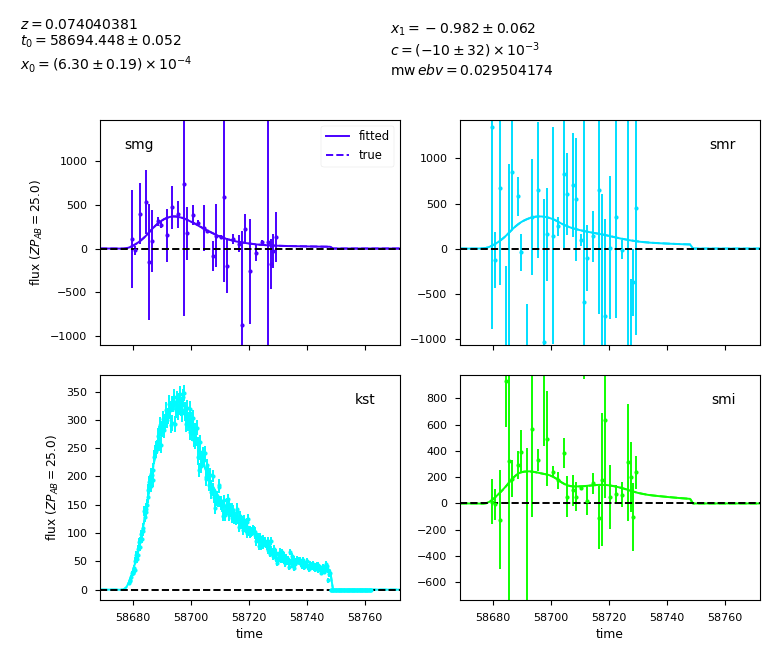 z = 0.074040381
t₀ = 58694.448 ± 0.052
x₀ = (6.30 ± 0.19) × 10⁻⁴
x₁ = −0.982 ± 0.062
c = (−10 ± 32) × 10⁻³
mw ebv = 0.029504174
smg
fitted
true
1000
500
0
−500
−1000
flux (ZP_AB = 25.0)
smr
1000
500
0
−500
−1000
kst
350
300
250
200
150
100
50
0
flux (ZP_AB = 25.0)
58680 58700 58720 58740 58760
time
smi
800
600
400
200
0
−200
−400
−600
58680 58700 58720 58740 58760
time